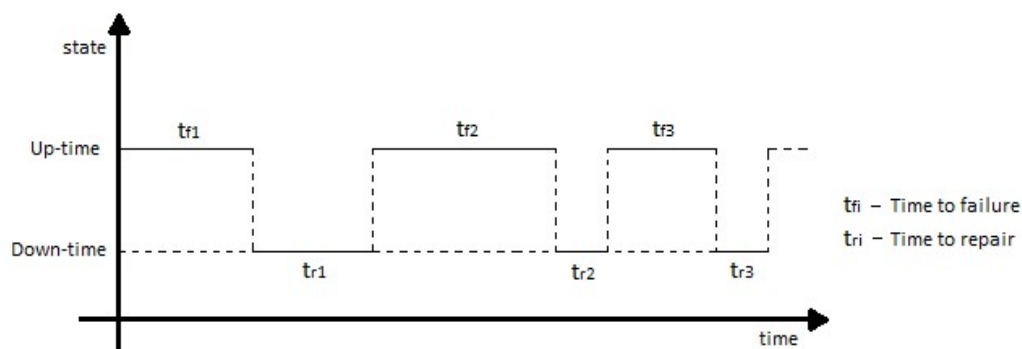 state
tf1
tf2
tf3
Up-time
tfi – Time to failure
tri – Time to repair
Down-time
tr1
tr2
tr3
time